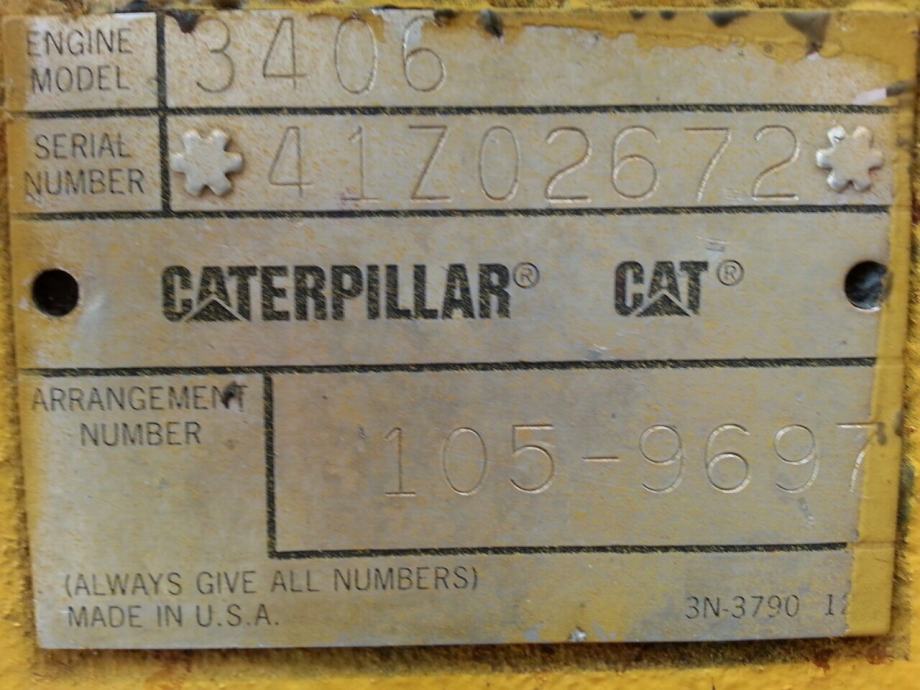 ENGINE MODEL 3406
SERIAL NUMBER *41Z02672*
CATERPILLAR® CAT®
ARRANGEMENT
NUMBER
105-9697
(ALWAYS GIVE ALL NUMBERS)
MADE IN U.S.A.
3N-3790